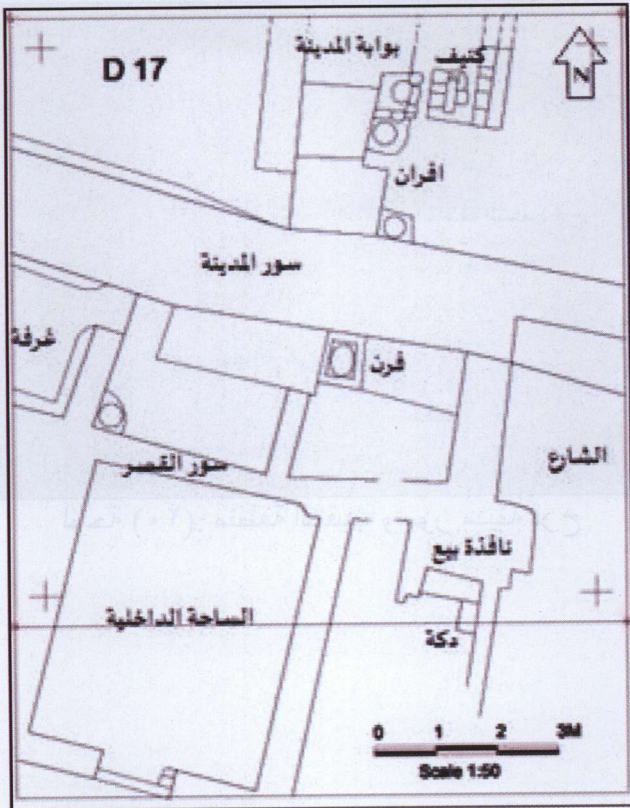 D 17
بوابة المدينة
كنيف
N
افران
سور المدينة
غرفة
فرن
سور القصر
الشارع
نافذة بيع
الساحة الداخلية
دكة
0 1 2 3M
Scale 1:50